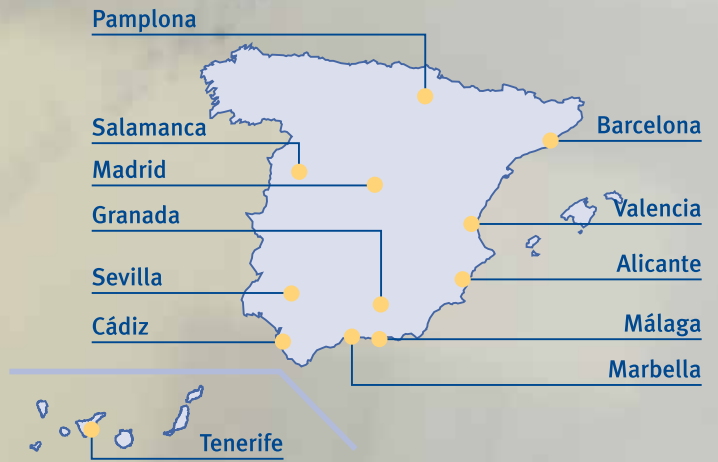 Pamplona
Salamanca
Madrid
Granada
Sevilla
Cádiz
Barcelona
Valencia
Alicante
Málaga
Marbella
Tenerife